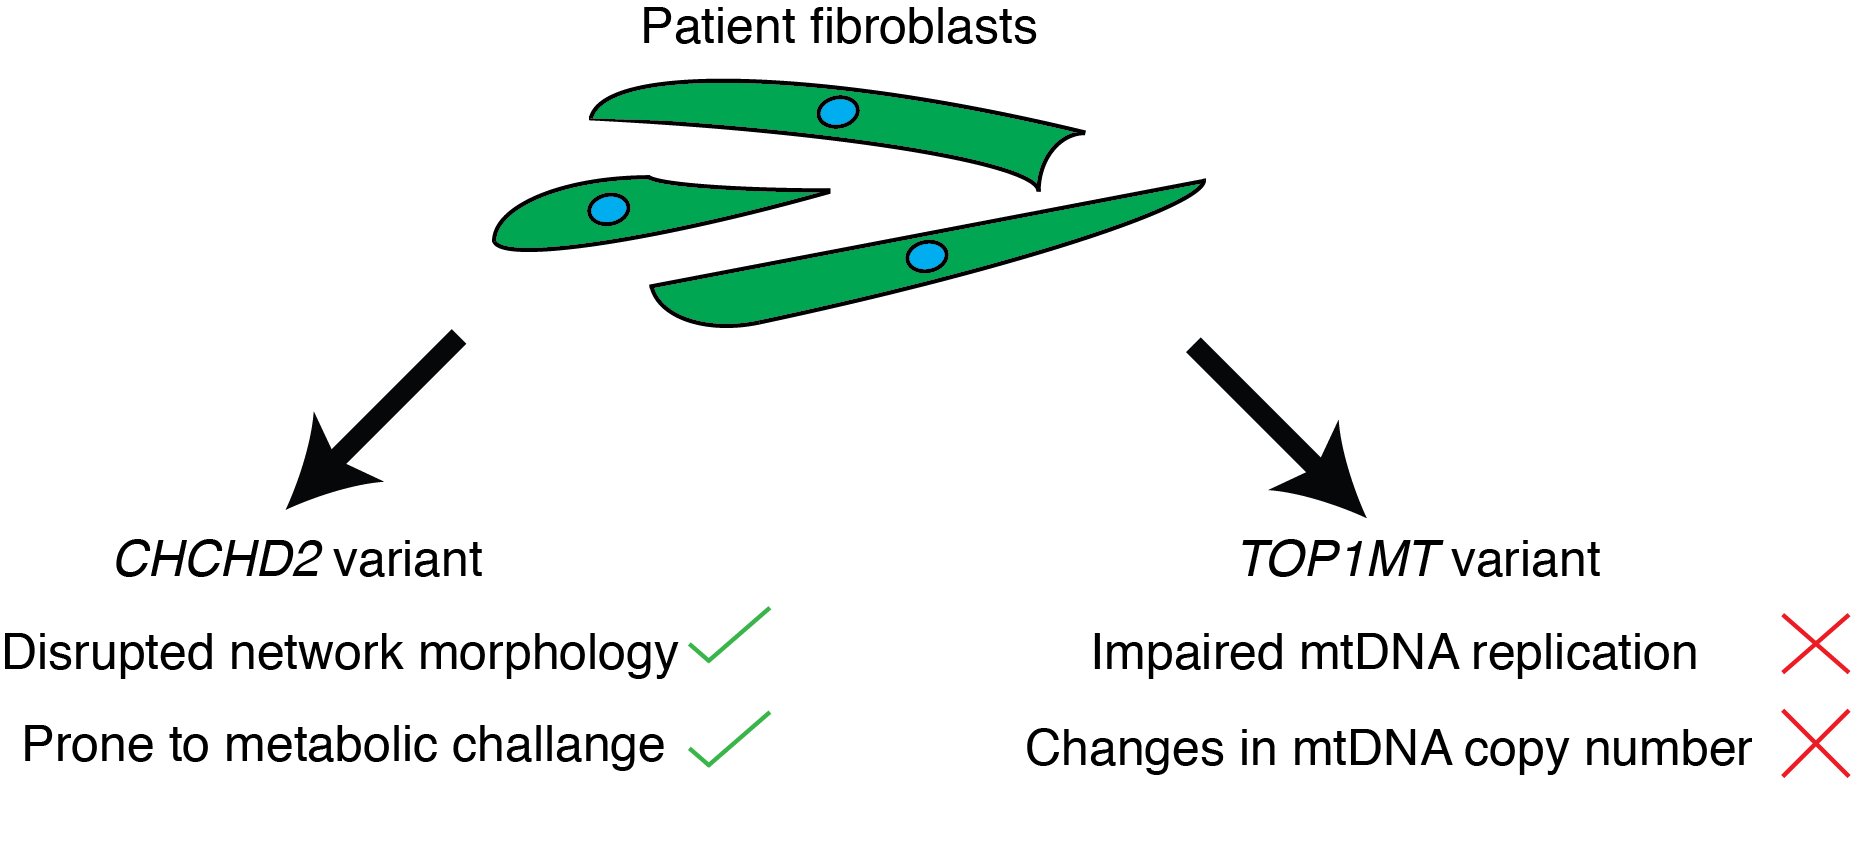 Patient fibroblasts
CHCHD2 variant
Disrupted network morphology
Prone to metabolic challange
TOP1MT variant
Impaired mtDNA replication
Changes in mtDNA copy number